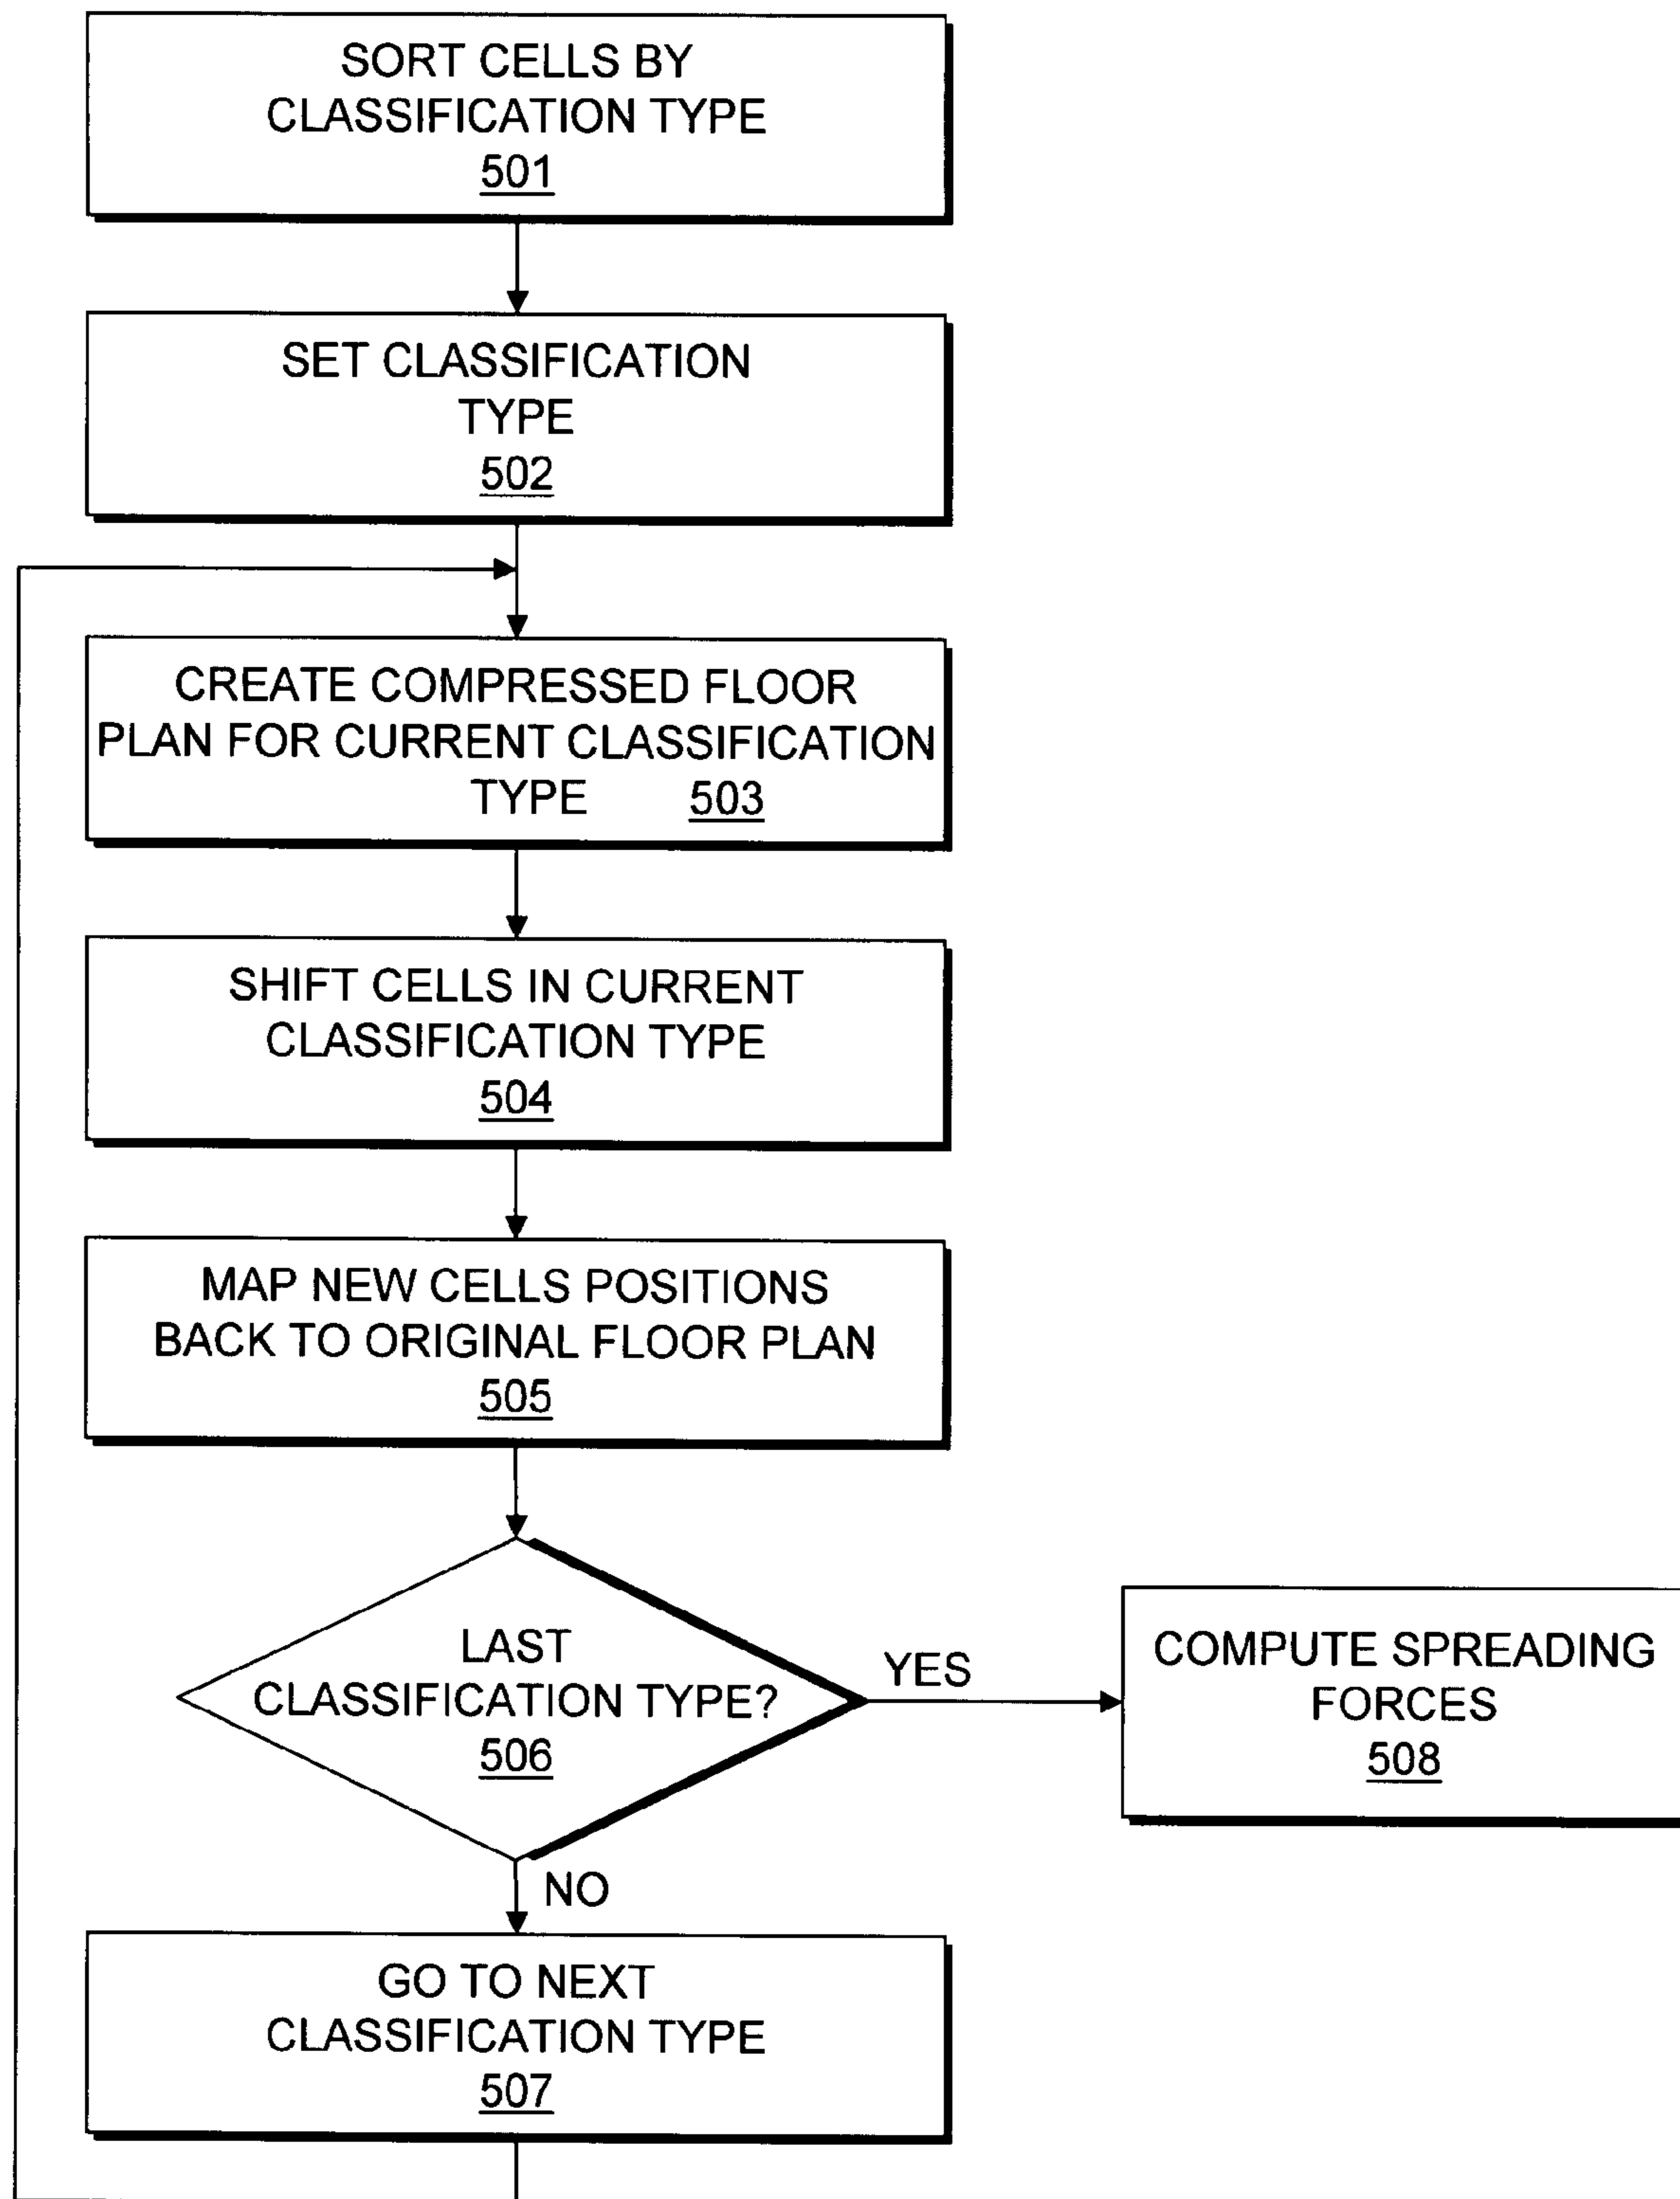 SORT CELLS BY
CLASSIFICATION TYPE
501
SET CLASSIFICATION
TYPE
502
CREATE COMPRESSED FLOOR
PLAN FOR CURRENT CLASSIFICATION
TYPE 503
SHIFT CELLS IN CURRENT
CLASSIFICATION TYPE
504
MAP NEW CELLS POSITIONS
BACK TO ORIGINAL FLOOR PLAN
505
LAST
CLASSIFICATION TYPE?
506
YES
COMPUTE SPREADING
FORCES
508
NO
GO TO NEXT
CLASSIFICATION TYPE
507